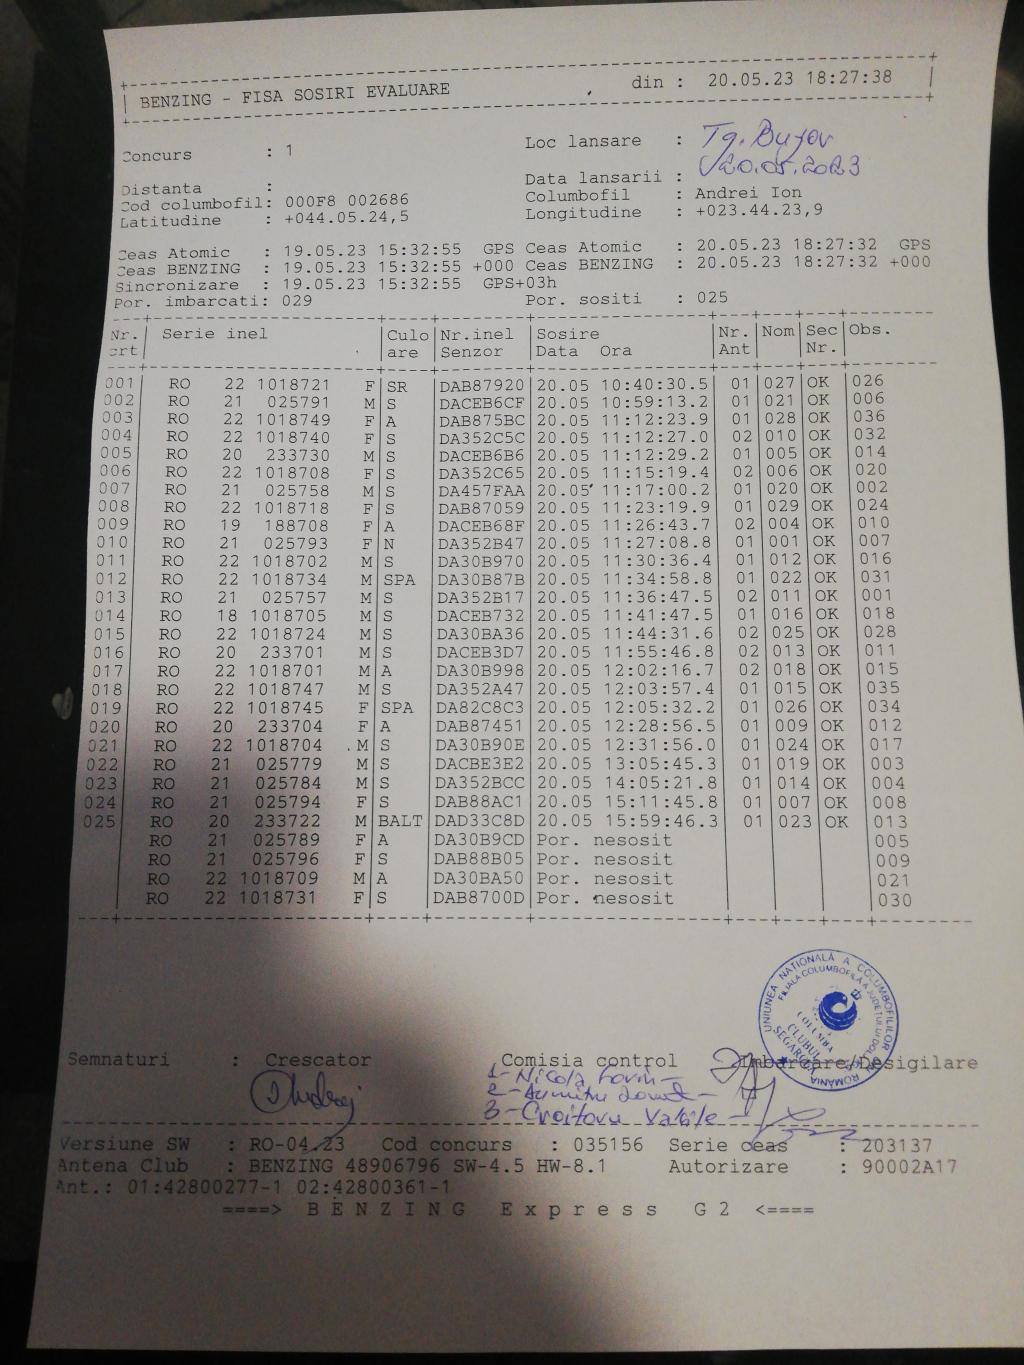 BENZING - FISA SOSIRI EVALUARE din : 20.05.23 18:27:38
Concurs : 1 Loc lansare : Tg. Bujor
Distanta : Data lansarii : 20.05.2023
Cod columbofil: 000F8 002686 Columbofil : Andrei Ion
Latitudine : +044.05.24,5 Longitudine : +023.44.23,9
Ceas Atomic : 19.05.23 15:32:55 GPS Ceas Atomic : 20.05.23 18:27:32 GPS
Ceas BENZING : 19.05.23 15:32:55 +000 Ceas BENZING : 20.05.23 18:27:32 +000
Sincronizare : 19.05.23 15:32:55 GPS+03h
Por. imbarcati: 029 Por. sositi : 025
Nr. Serie inel Culo Nr.inel Sosire Nr. Nom Sec Obs.
crt are Senzor Data Ora Ant Nr.
001 RO 22 1018721 F SR DAB87920 20.05 10:40:30.5 01 027 OK 026
002 RO 21 025791 M S DACEB6CF 20.05 10:59:13.2 01 021 OK 006
003 RO 22 1018749 F A DAB875BC 20.05 11:12:23.9 01 028 OK 036
004 RO 22 1018740 F S DA352C5C 20.05 11:12:27.0 02 010 OK 032
005 RO 20 233730 M S DACEB6B6 20.05 11:12:29.2 01 005 OK 014
006 RO 22 1018708 F S DA352C65 20.05 11:15:19.4 02 006 OK 020
007 RO 21 025758 M S DA457FAA 20.05 11:17:00.2 01 020 OK 002
008 RO 22 1018718 F S DAB87059 20.05 11:23:19.9 01 029 OK 024
009 RO 19 188708 F A DACEB68F 20.05 11:26:43.7 02 004 OK 010
010 RO 21 025793 F N DA352B47 20.05 11:27:08.8 01 001 OK 007
011 RO 22 1018702 M S DA30B970 20.05 11:30:36.4 01 012 OK 016
012 RO 22 1018734 M SPA DA30B87B 20.05 11:34:58.8 01 022 OK 031
013 RO 21 025757 M S DA352B17 20.05 11:36:47.5 02 011 OK 001
014 RO 18 1018705 M S DACEB732 20.05 11:41:47.5 01 016 OK 018
015 RO 22 1018724 M S DA30BA36 20.05 11:44:31.6 02 025 OK 028
016 RO 20 233701 M S DACEB3D7 20.05 11:55:46.8 02 013 OK 011
017 RO 22 1018701 M A DA30B998 20.05 12:02:16.7 02 018 OK 015
018 RO 22 1018747 M S DA352A47 20.05 12:03:57.4 01 015 OK 035
019 RO 22 1018745 F SPA DA82C8C3 20.05 12:05:32.2 01 026 OK 034
020 RO 20 233704 F A DAB87451 20.05 12:28:56.5 01 009 OK 012
021 RO 22 1018704 M S DA30B90E 20.05 12:31:56.0 01 024 OK 017
022 RO 21 025779 M S DACBE3E2 20.05 13:05:45.3 01 019 OK 003
023 RO 21 025784 M S DA352BCC 20.05 14:05:21.8 01 014 OK 004
024 RO 21 025794 F S DAB88AC1 20.05 15:11:45.8 01 007 OK 008
025 RO 20 233722 M BALT DAD33C8D 20.05 15:59:46.3 01 023 OK 013
RO 21 025789 F A DA30B9CD Por. nesosit 005
RO 21 025796 F S DAB88B05 Por. nesosit 009
RO 22 1018709 M A DA30BA50 Por. nesosit 021
RO 22 1018731 F S DAB8700D Por. nesosit 030
UNIUNEA NATIONALĂ A COLUMBOFILILOR DIN ROMÂNIA
FILIALA COLUMBOFILA A JUDETULUI DOLJ
COLUMBA
CLUBUL
SEGARCEA
Semnaturi : Crescator Comisia control Imbarcare/Desigilare
1-Nicola
2-Dumitru
3-Croitoru
Versiune SW : RO-04.23 Cod concurs : 035156 Serie ceas : 203137
Antena Club : BENZING 48906796 SW-4.5 HW-8.1 Autorizare : 90002A17
Ant.: 01:42800277-1 02:42800361-1
====> BENZING Express G2 <====